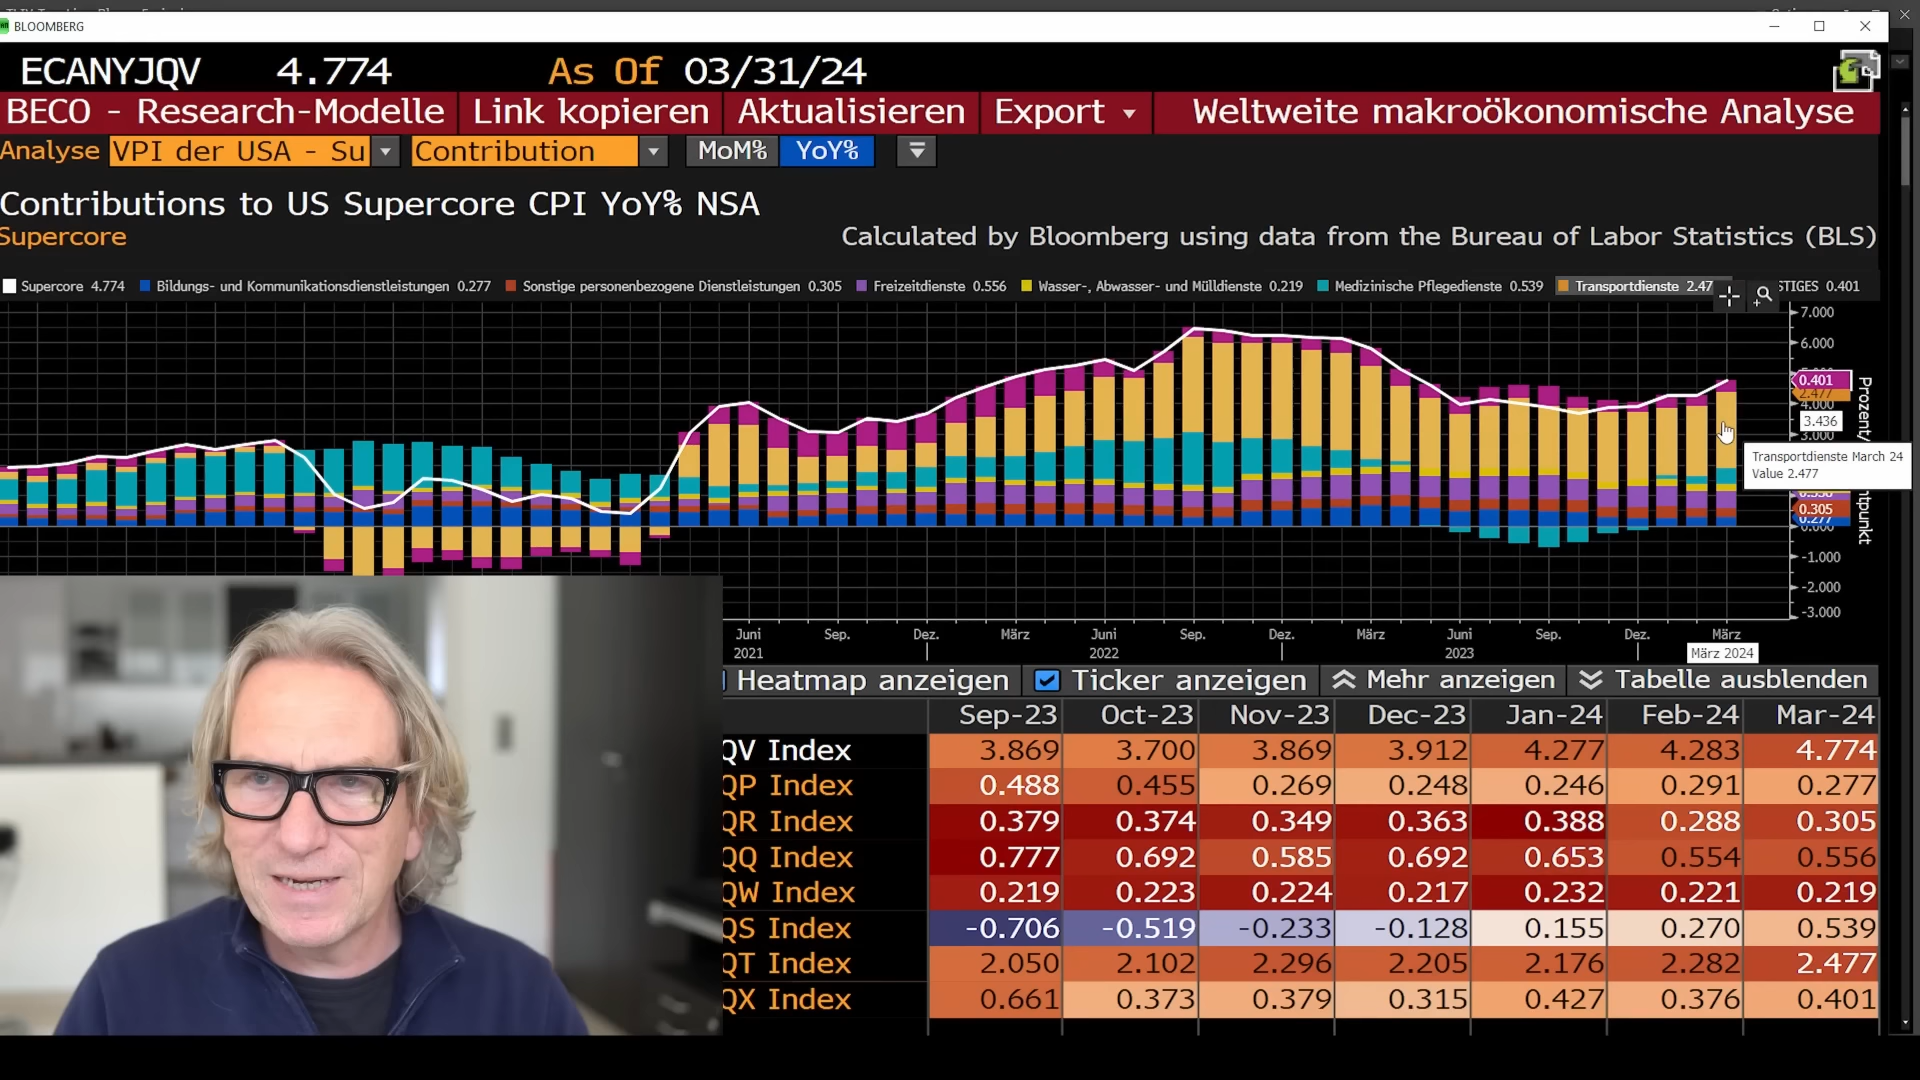 BLOOMBERG
ECANYJQV 4.774 As Of 03/31/24
BECO - Research-Modelle Link kopieren Aktualisieren Export Weltweite makroökonomische Analyse
Analyse VPI der USA - Su Contribution MoM% YoY%
Contributions to US Supercore CPI YoY% NSA
Supercore Calculated by Bloomberg using data from the Bureau of Labor Statistics (BLS)
Supercore 4.774 Bildungs- und Kommunikationsdienstleistungen 0.277 Sonstige personenbezogene Dienstleistungen 0.305 Freizeitdienste 0.556 Wasser-, Abwasser- und Mülldienste 0.219 Medizinische Pflegedienste 0.539 Transportdienste 2.47 STIGES 0.401
7.000
6.000
0.401
2.477
4.000
3.436
3.000
Transportdienste March 24
Value 2.477
0.305
0.277
-1.000
-2.000
-3.000
Prozent/
ntpunkt
Juni Sep. Dez. März Juni Sep. Dez. März Juni Sep. Dez. März
2021 2022 2023 März 2024
Heatmap anzeigen Ticker anzeigen Mehr anzeigen Tabelle ausblenden
Sep-23 Oct-23 Nov-23 Dec-23 Jan-24 Feb-24 Mar-24
QV Index 3.869 3.700 3.869 3.912 4.277 4.283 4.774
QP Index 0.488 0.455 0.269 0.248 0.246 0.291 0.277
QR Index 0.379 0.374 0.349 0.363 0.388 0.288 0.305
QQ Index 0.777 0.692 0.585 0.692 0.653 0.554 0.556
QW Index 0.219 0.223 0.224 0.217 0.232 0.221 0.219
QS Index -0.706 -0.519 -0.233 -0.128 0.155 0.270 0.539
QT Index 2.050 2.102 2.296 2.205 2.176 2.282 2.477
QX Index 0.661 0.373 0.379 0.315 0.427 0.376 0.401